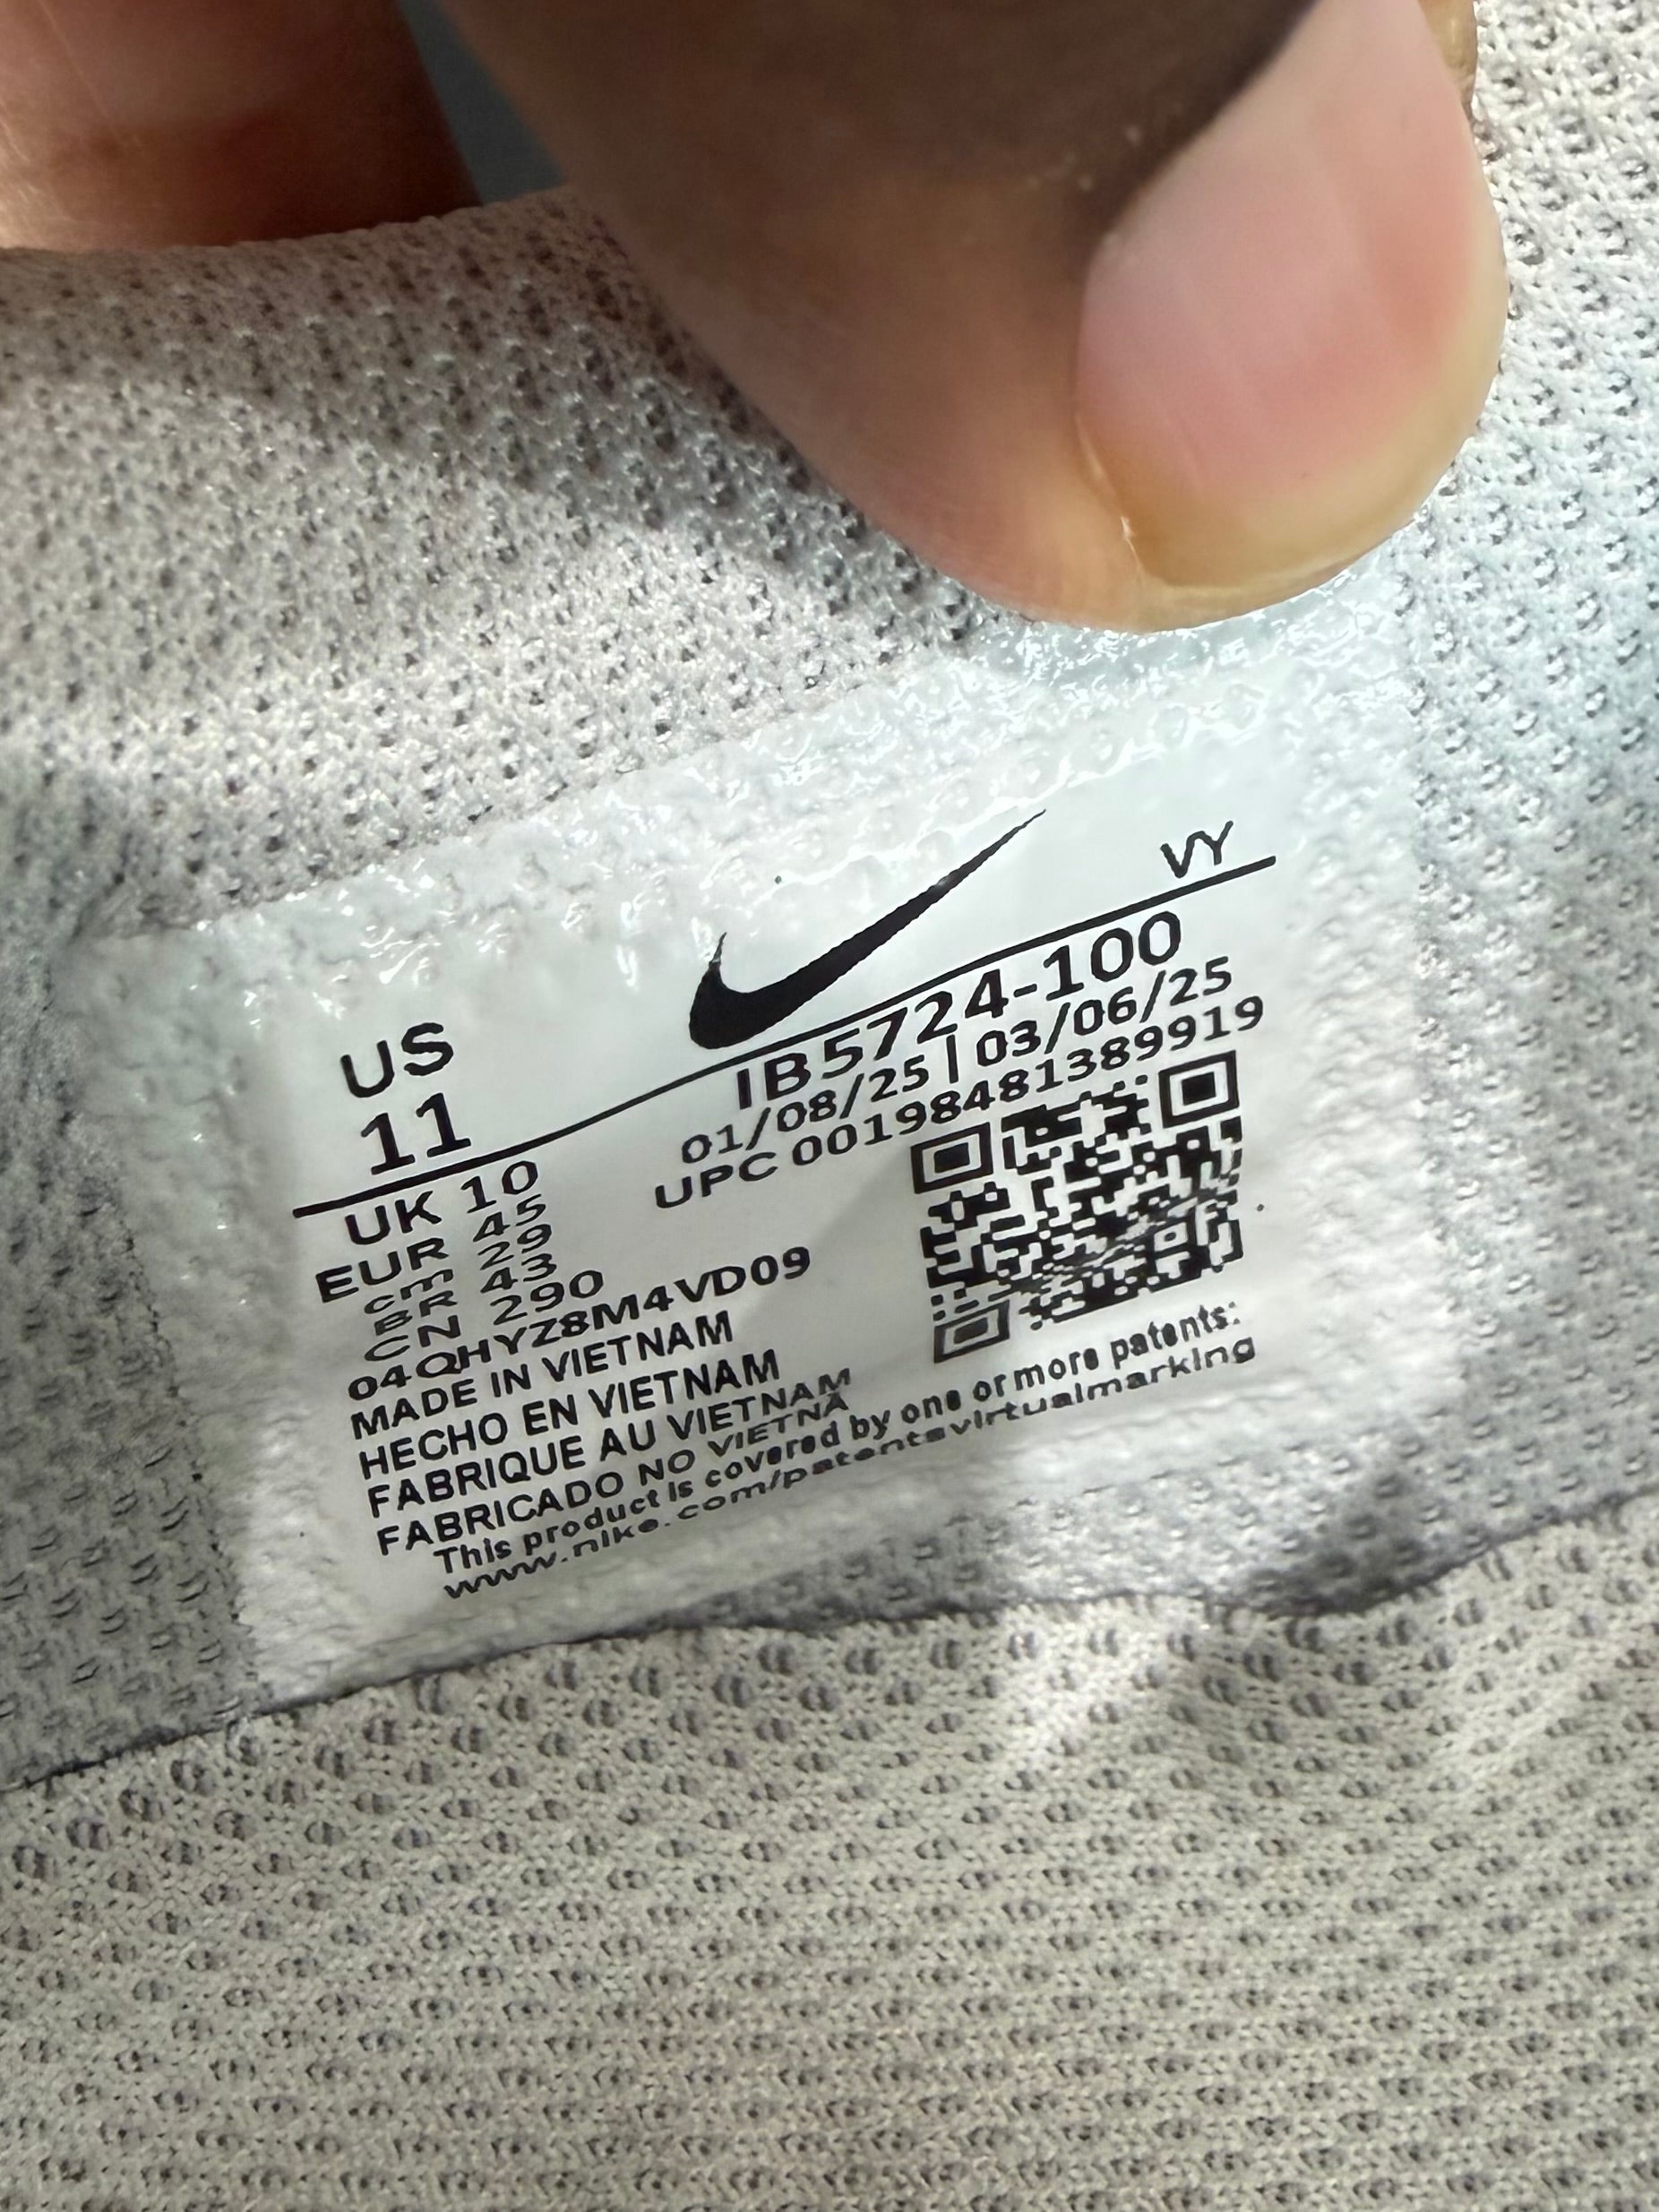 VY
US
11
IB5724-100
01/08/25 | 03/06/25
UPC 00198481389919
UK 10
EUR 45
cm 29
BR 43
CN 290
04QHYZ8M4VD09
MADE IN VIETNAM
HECHO EN VIETNAM
FABRIQUE AU VIETNAM
FABRICADO NO VIETNÃ
This product is covered by one or more patents:
www.nike.com/patentsvirtualmarking